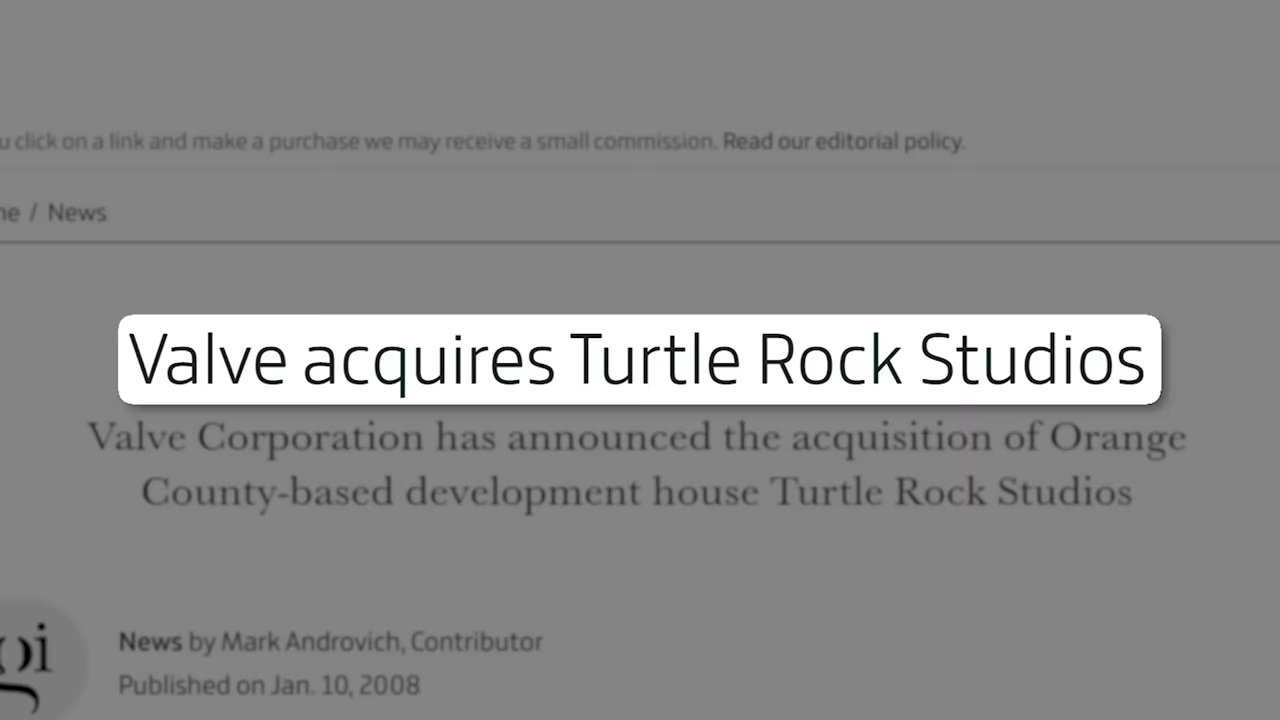 click on a link and make a purchase we may receive a small commission. Read our editorial policy.
/ News
Valve acquires Turtle Rock Studios
Valve Corporation has announced the acquisition of Orange
County-based development house Turtle Rock Studios
gi
News by Mark Androvich, Contributor
Published on Jan. 10, 2008